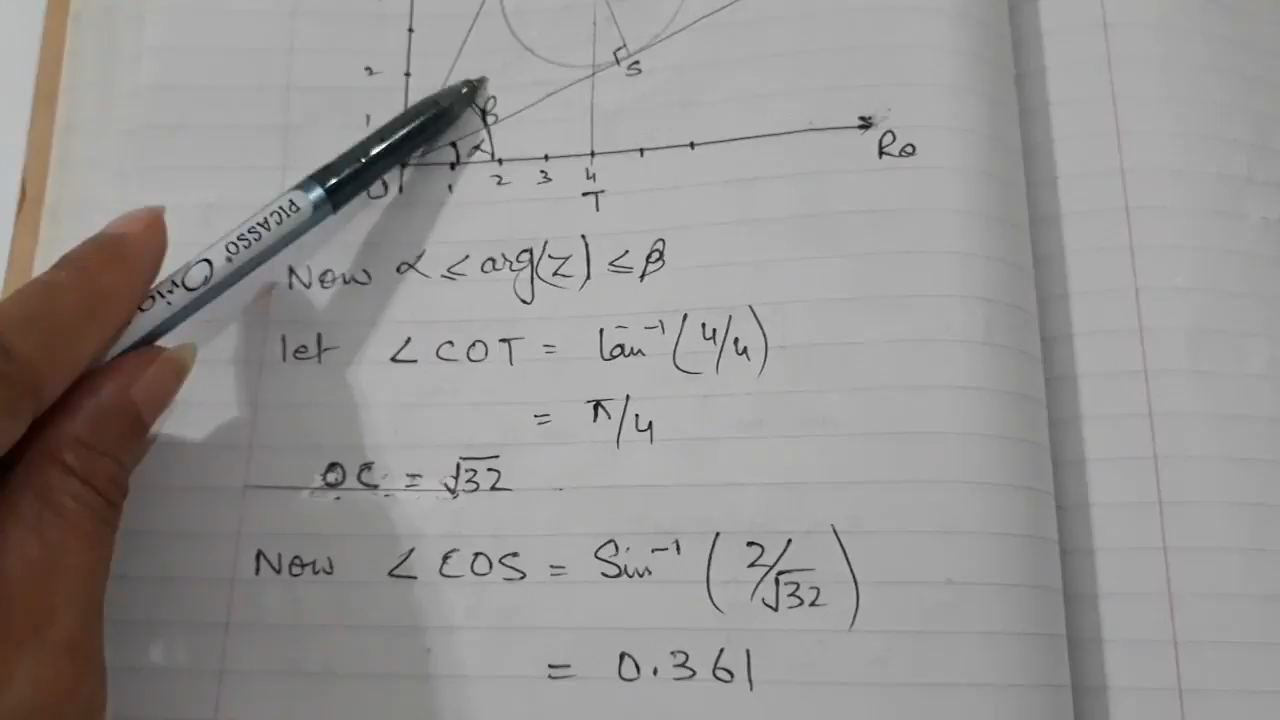 2
S
1
β
α
Re
O 1 2 3 4
T
PICASSO
Now α ≤ arg(z) ≤ β
let ∠COT = tan⁻¹(4/4)
= π/4
OC = √32
Now ∠COS = Sin⁻¹(2/√32)
= 0.361